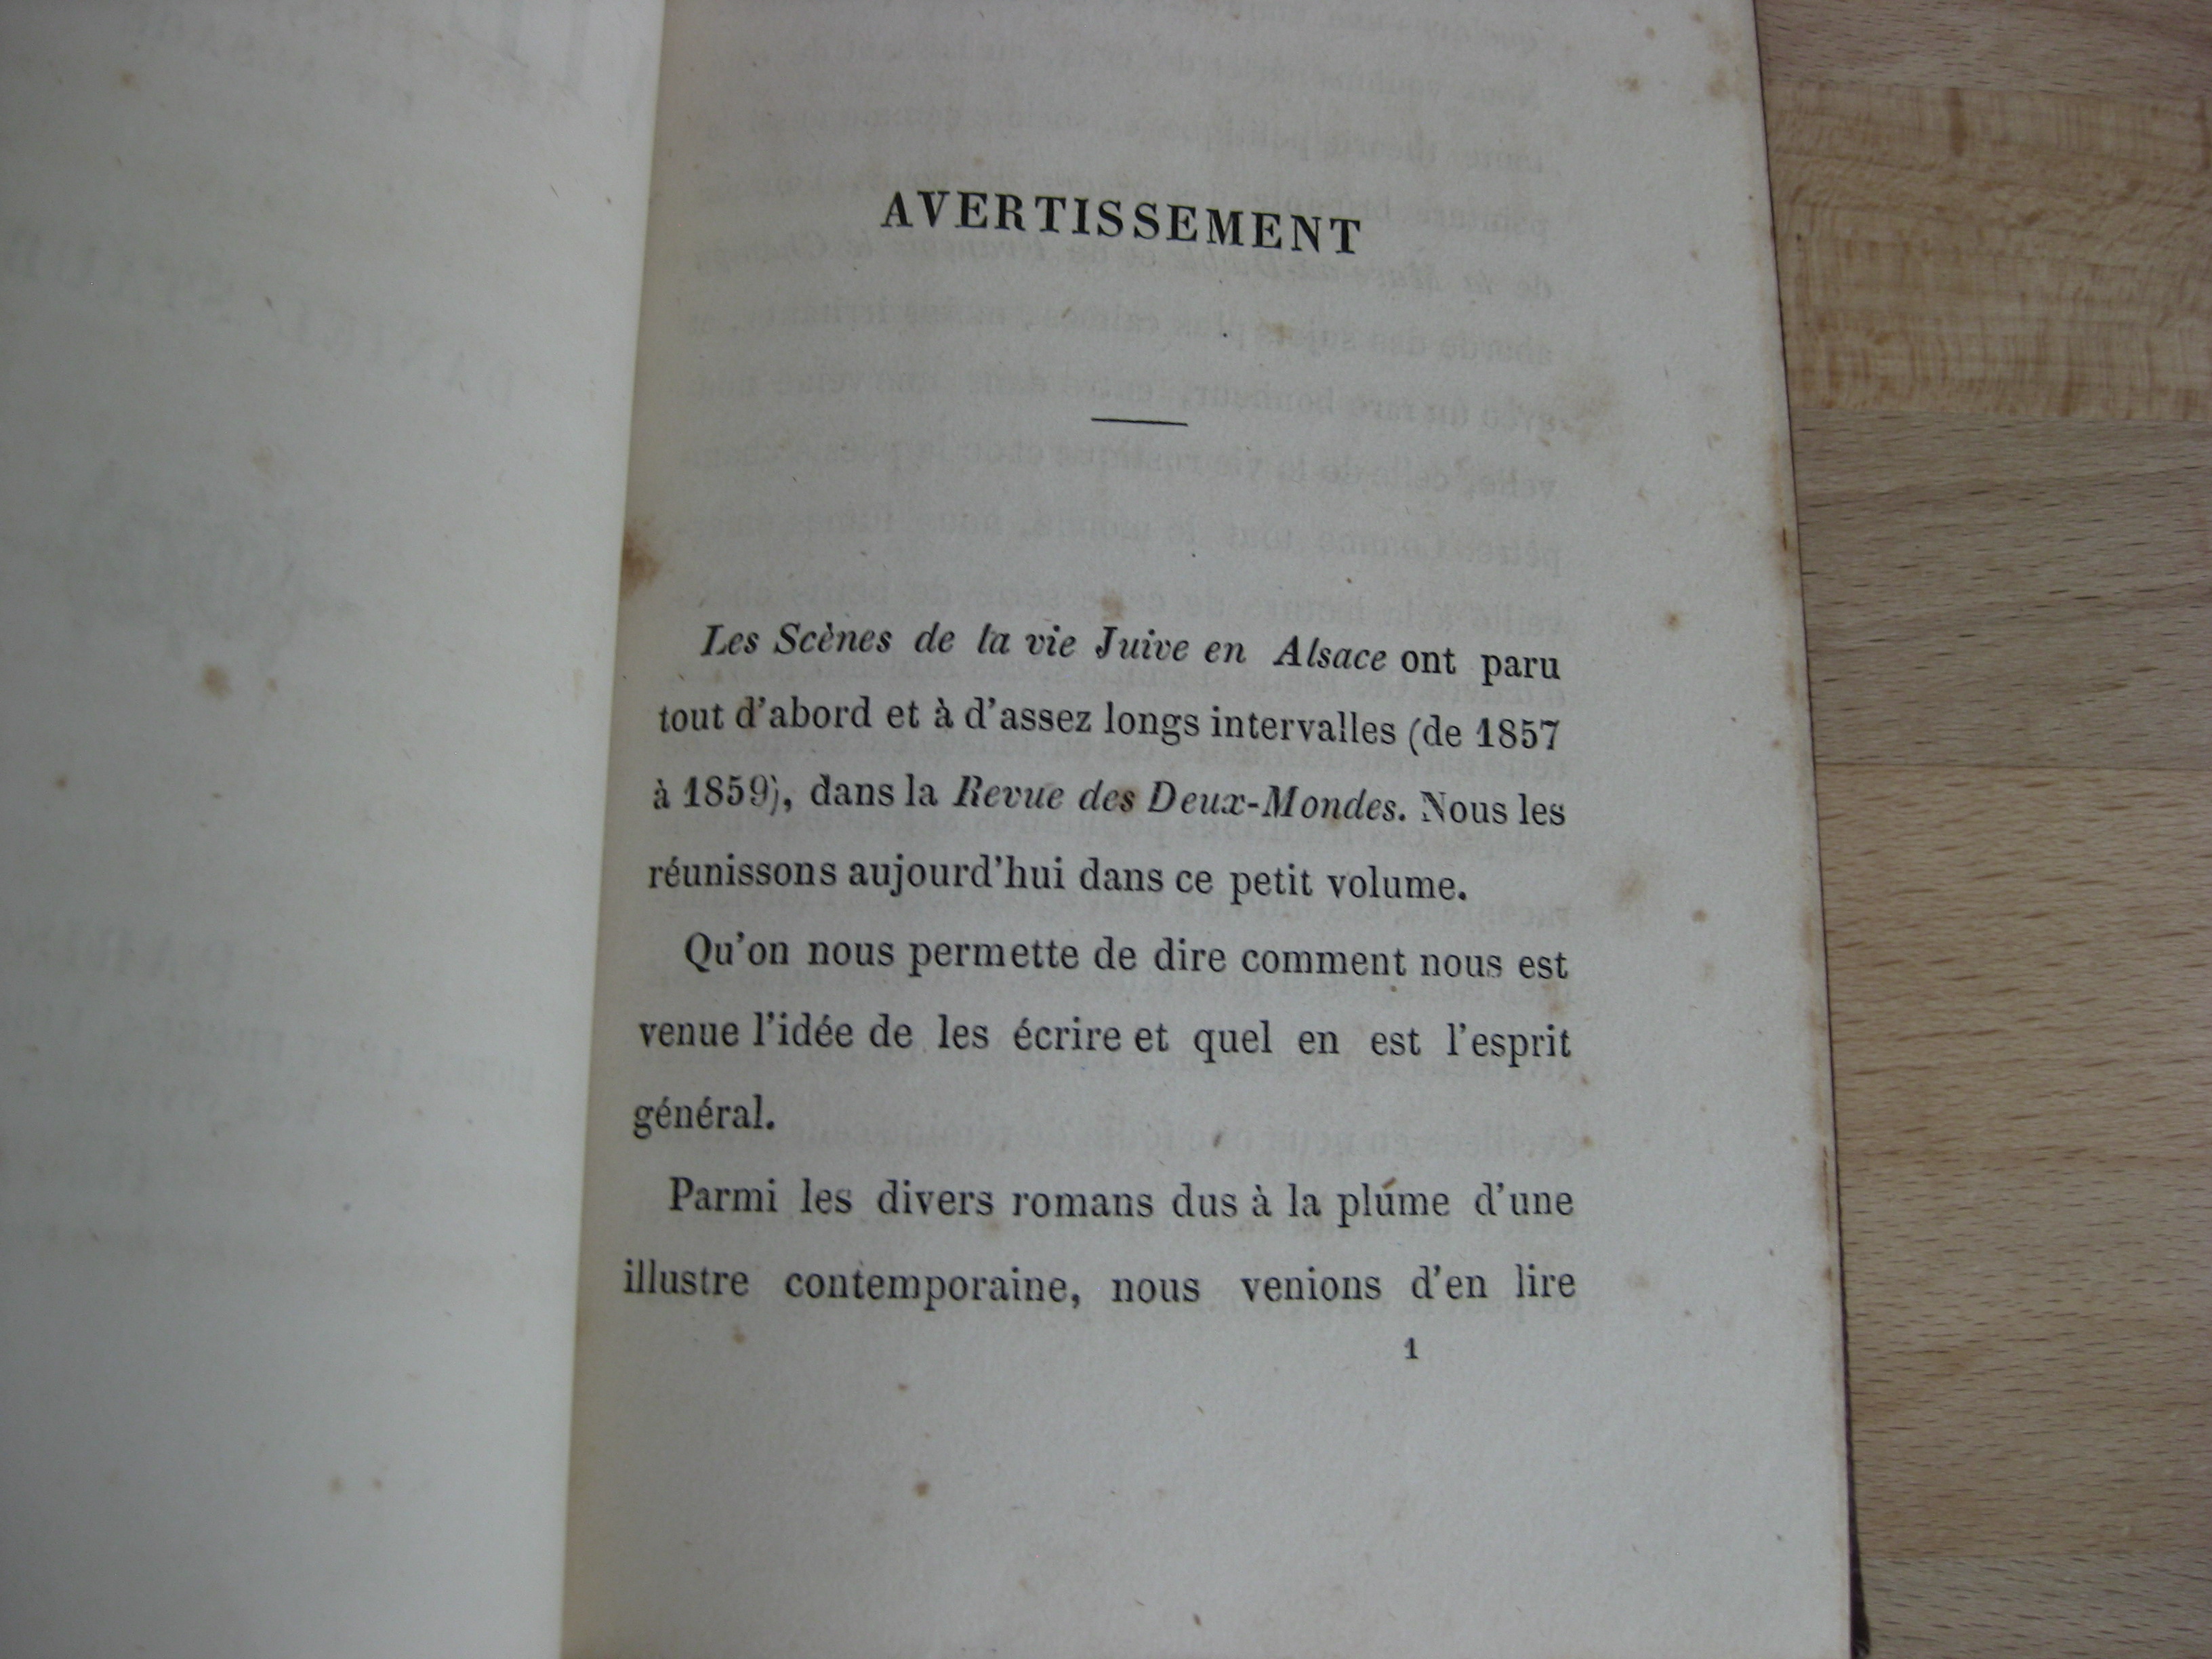 AVERTISSEMENT
Les Scènes de la vie Juive en Alsace ont paru
tout d'abord et à d'assez longs intervalles (de 1857
à 1859), dans la Revue des Deux-Mondes. Nous les
réunissons aujourd'hui dans ce petit volume.
Qu'on nous permette de dire comment nous est
venue l'idée de les écrire et quel en est l'esprit
général.
Parmi les divers romans dus à la plume d'une
illustre contemporaine, nous venions d'en lire
1